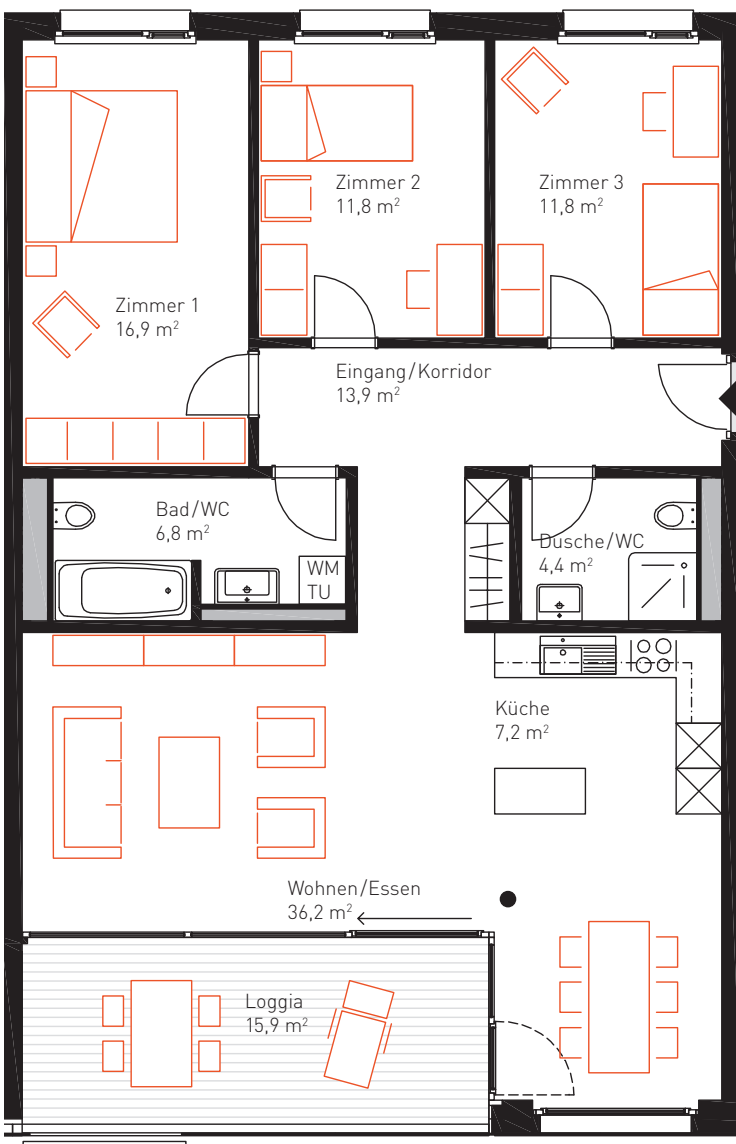 Zimmer 2
11,8 m²
Zimmer 3
11,8 m²
Zimmer 1
16,9 m²
Eingang/Korridor
13,9 m²
Bad/WC
6,8 m²
WM
TU
Dusche/WC
4,4 m²
Küche
7,2 m²
Wohnen/Essen
36,2 m²
Loggia
15,9 m²